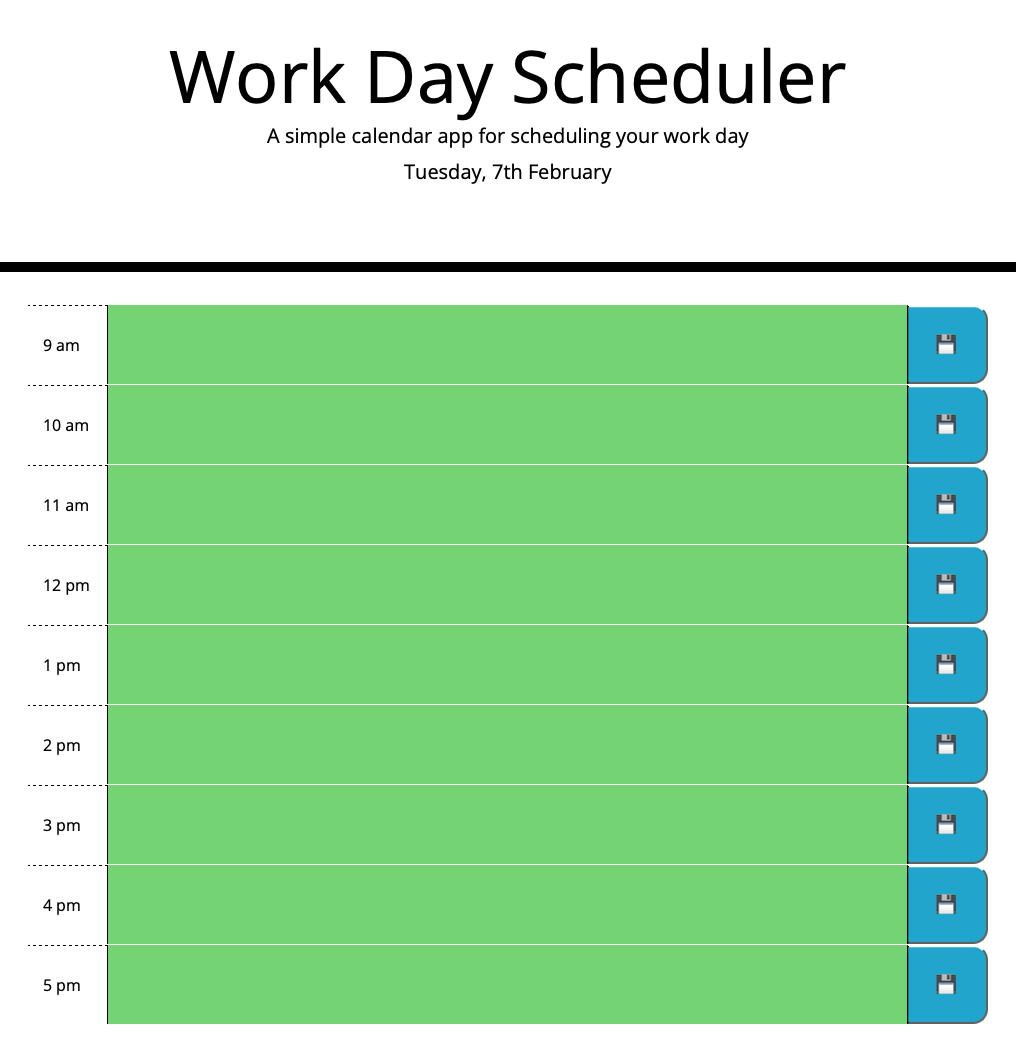 Work Day Scheduler
A simple calendar app for scheduling your work day
Tuesday, 7th February
9 am
10 am
11 am
12 pm
1 pm
2 pm
3 pm
4 pm
5 pm